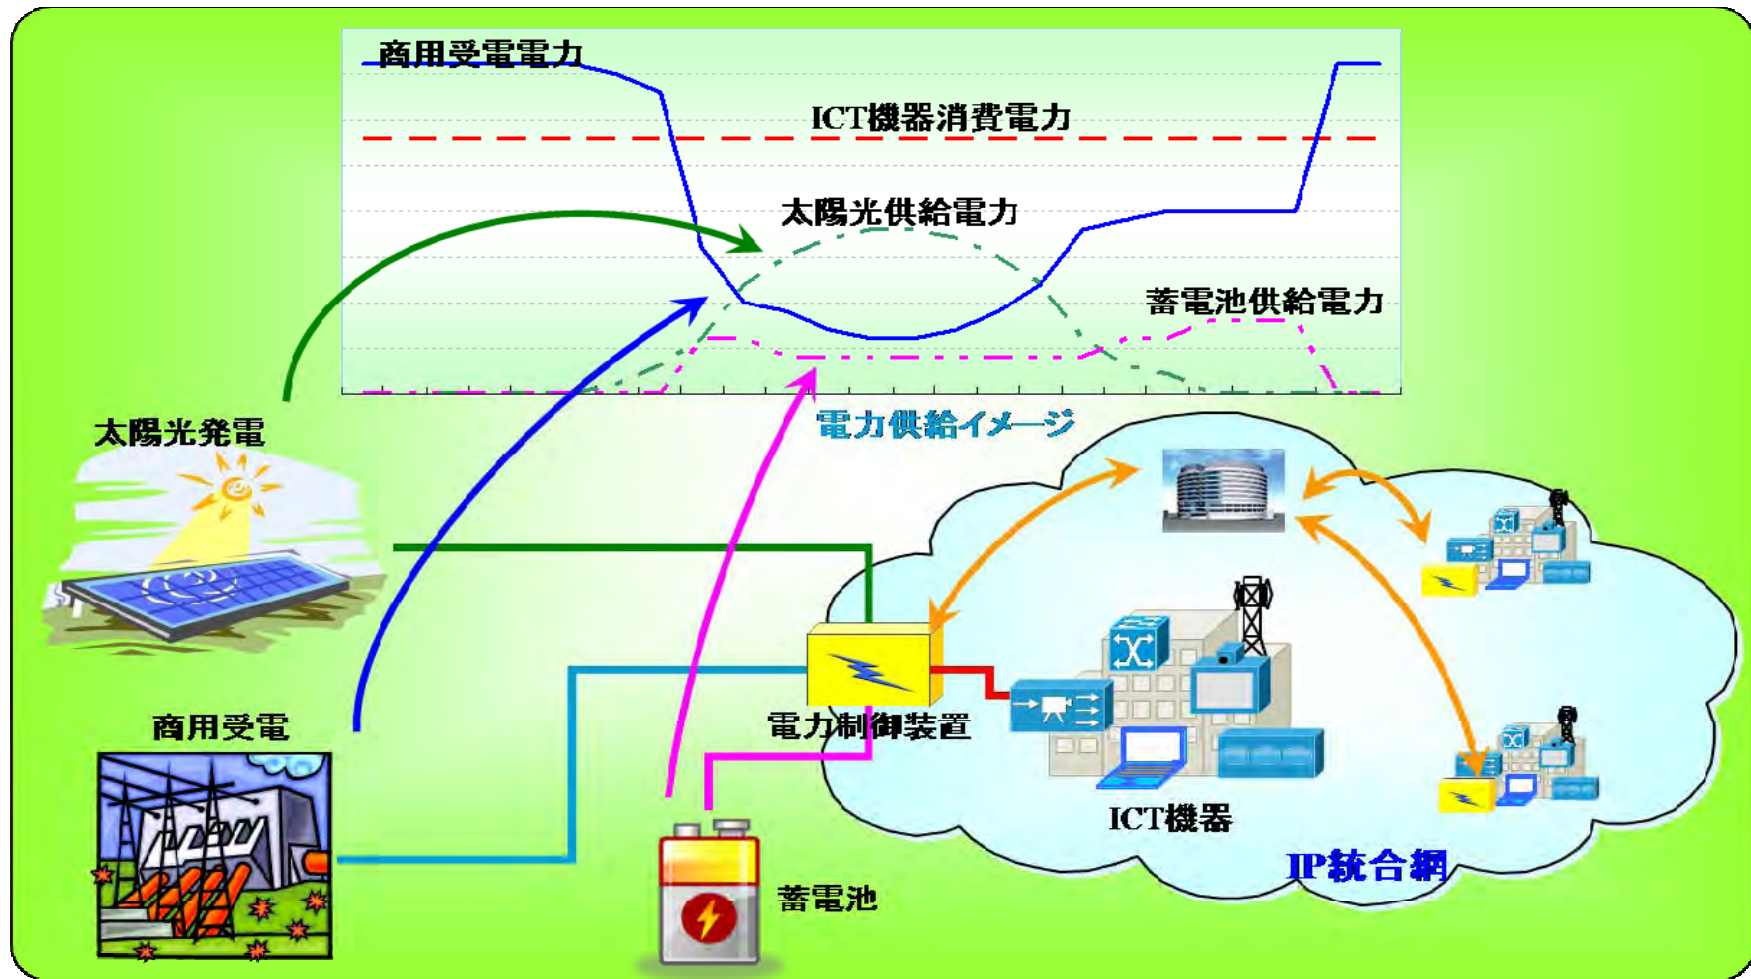 商用受電電力
ICT機器消費電力
太陽光供給電力
蓄電池供給電力
電力供給イメージ
太陽光発電
商用受電
電力制御装置
ICT機器
IP統合網
蓄電池